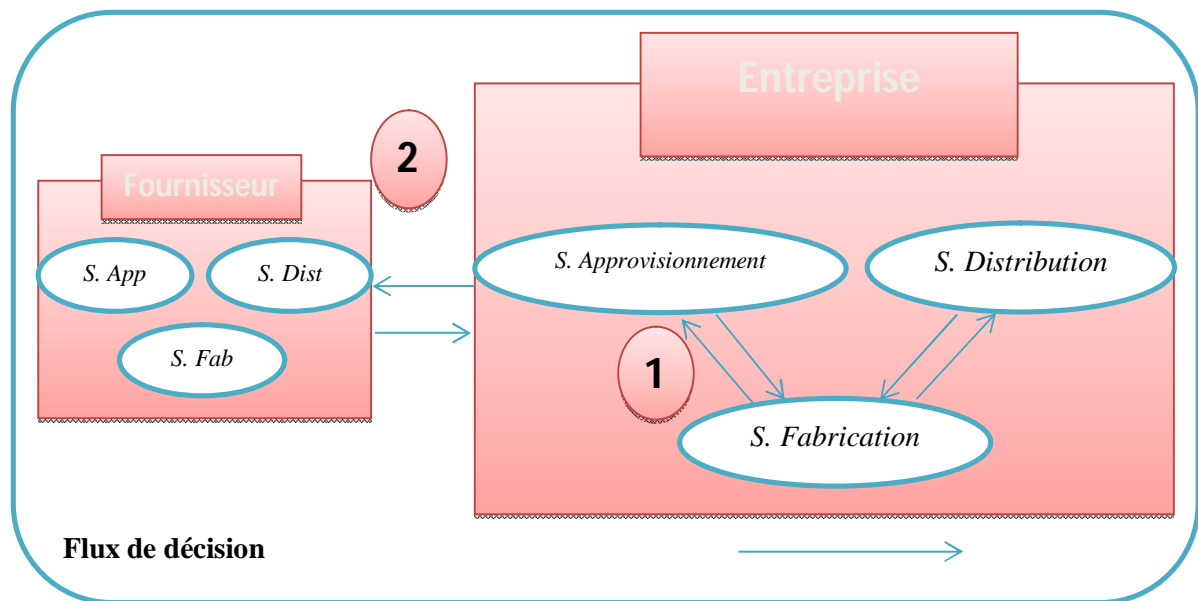 Entreprise
2
Fournisseur
S. App
S. Dist
S. Approvisionnement
S. Distribution
S. Fab
1
S. Fabrication
Flux de décision